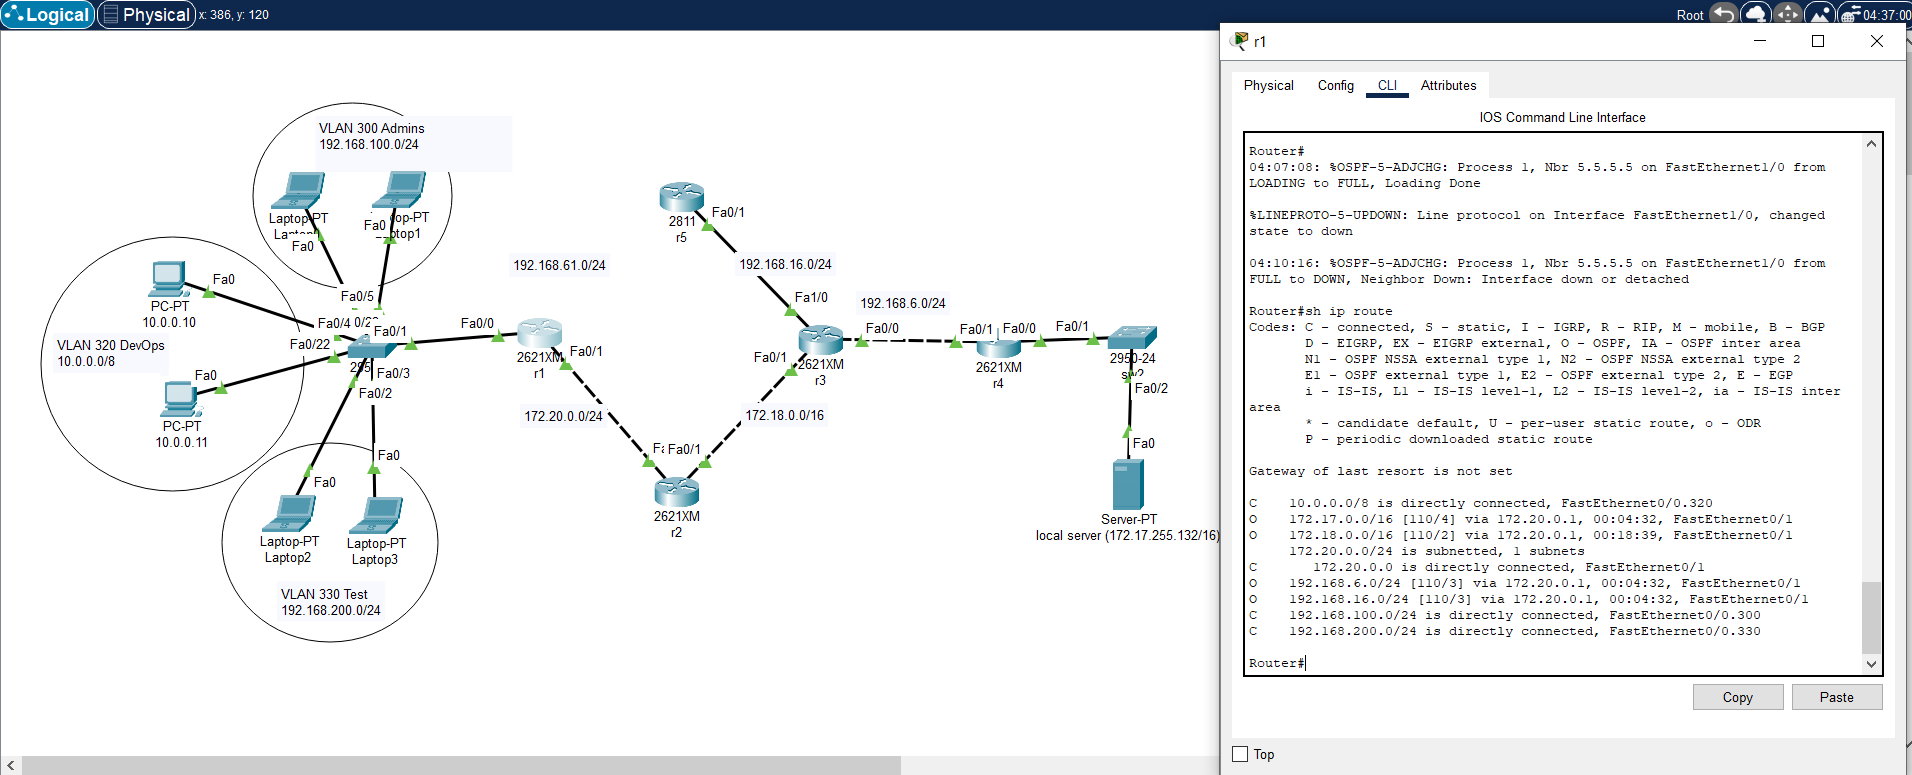 Logical
Physical
x: 386, y: 120
Root
04:37:00
VLAN 300 Admins
192.168.100.0/24
Laptop-PT
Fa0
Fa0
Laptop1
PC-PT
10.0.0.10
Fa0
VLAN 320 DevOps
10.0.0.0/8
Fa0
PC-PT
10.0.0.11
Fa0/5
Fa0/4
Fa0/1
Fa0/22
Fa0/3
Fa0/2
Fa0
Fa0
Laptop-PT
Laptop2
Laptop-PT
Laptop3
VLAN 330 Test
192.168.200.0/24
192.168.61.0/24
Fa0/0
2621XM
r1
Fa0/1
172.20.0.0/24
Fa0/1
2621XM
r2
172.18.0.0/16
2811
r5
Fa0/1
192.168.16.0/24
Fa1/0
Fa0/0
Fa0/1
2621XM
r3
192.168.6.0/24
Fa0/1
Fa0/0
2621XM
r4
Fa0/1
2950-24
sw2
Fa0/2
Fa0
Server-PT
local server (172.17.255.132/16)
r1
Physical
Config
CLI
Attributes
IOS Command Line Interface
Router#
04:07:08: %OSPF-5-ADJCHG: Process 1, Nbr 5.5.5.5 on FastEthernet1/0 from
LOADING to FULL, Loading Done
%LINEPROTO-5-UPDOWN: Line protocol on Interface FastEthernet1/0, changed
state to down
04:10:16: %OSPF-5-ADJCHG: Process 1, Nbr 5.5.5.5 on FastEthernet1/0 from
FULL to DOWN, Neighbor Down: Interface down or detached
Router#sh ip route
Codes: C - connected, S - static, I - IGRP, R - RIP, M - mobile, B - BGP
D - EIGRP, EX - EIGRP external, O - OSPF, IA - OSPF inter area
N1 - OSPF NSSA external type 1, N2 - OSPF NSSA external type 2
E1 - OSPF external type 1, E2 - OSPF external type 2, E - EGP
i - IS-IS, L1 - IS-IS level-1, L2 - IS-IS level-2, ia - IS-IS inter
area
* - candidate default, U - per-user static route, o - ODR
P - periodic downloaded static route
Gateway of last resort is not set
C 10.0.0.0/8 is directly connected, FastEthernet0/0.320
O 172.17.0.0/16 [110/4] via 172.20.0.1, 00:04:32, FastEthernet0/1
O 172.18.0.0/16 [110/2] via 172.20.0.1, 00:18:39, FastEthernet0/1
172.20.0.0/24 is subnetted, 1 subnets
C 172.20.0.0 is directly connected, FastEthernet0/1
O 192.168.6.0/24 [110/3] via 172.20.0.1, 00:04:32, FastEthernet0/1
O 192.168.16.0/24 [110/3] via 172.20.0.1, 00:04:32, FastEthernet0/1
C 192.168.100.0/24 is directly connected, FastEthernet0/0.300
C 192.168.200.0/24 is directly connected, FastEthernet0/0.330
Router#
Copy
Paste
Top